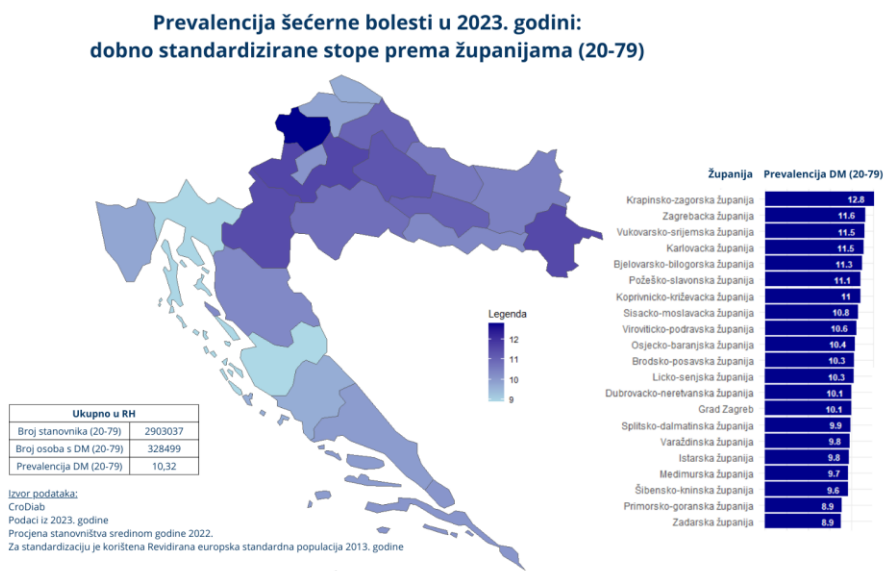 Prevalencija šećerne bolesti u 2023. godini:
dobno standardizirane stope prema županijama (20-79)
Županija Prevalencija DM (20-79)
Krapinsko-zagorska županija 12.8
Zagrebacka županija 11.6
Vukovarsko-srijemska županija 11.5
Karlovacka županija 11.5
Bjelovarsko-bilogorska županija 11.3
Požeško-slavonska županija 11.1
Koprivnicko-križevacka županija 11
Sisacko-moslavacka županija 10.8
Viroviticko-podravska županija 10.6
Osjecko-baranjska županija 10.4
Brodsko-posavska županija 10.3
Licko-senjska županija 10.3
Dubrovacko-neretvanska županija 10.1
Grad Zagreb 10.1
Splitsko-dalmatinska županija 9.9
Varaždinska županija 9.8
Istarska županija 9.8
Medimurska županija 9.7
Šibensko-kninska županija 9.6
Primorsko-goranska županija 8.9
Zadarska županija 8.9
Legenda
12
11
10
9
Ukupno u RH
Broj stanovnika (20-79) 2903037
Broj osoba s DM (20-79) 328499
Prevalencija DM (20-79) 10,32
Izvor podataka:
CroDiab
Podaci iz 2023. godine
Procjena stanovništva sredinom godine 2022.
Za standardizaciju je korištena Revidirana europska standardna populacija 2013. godine